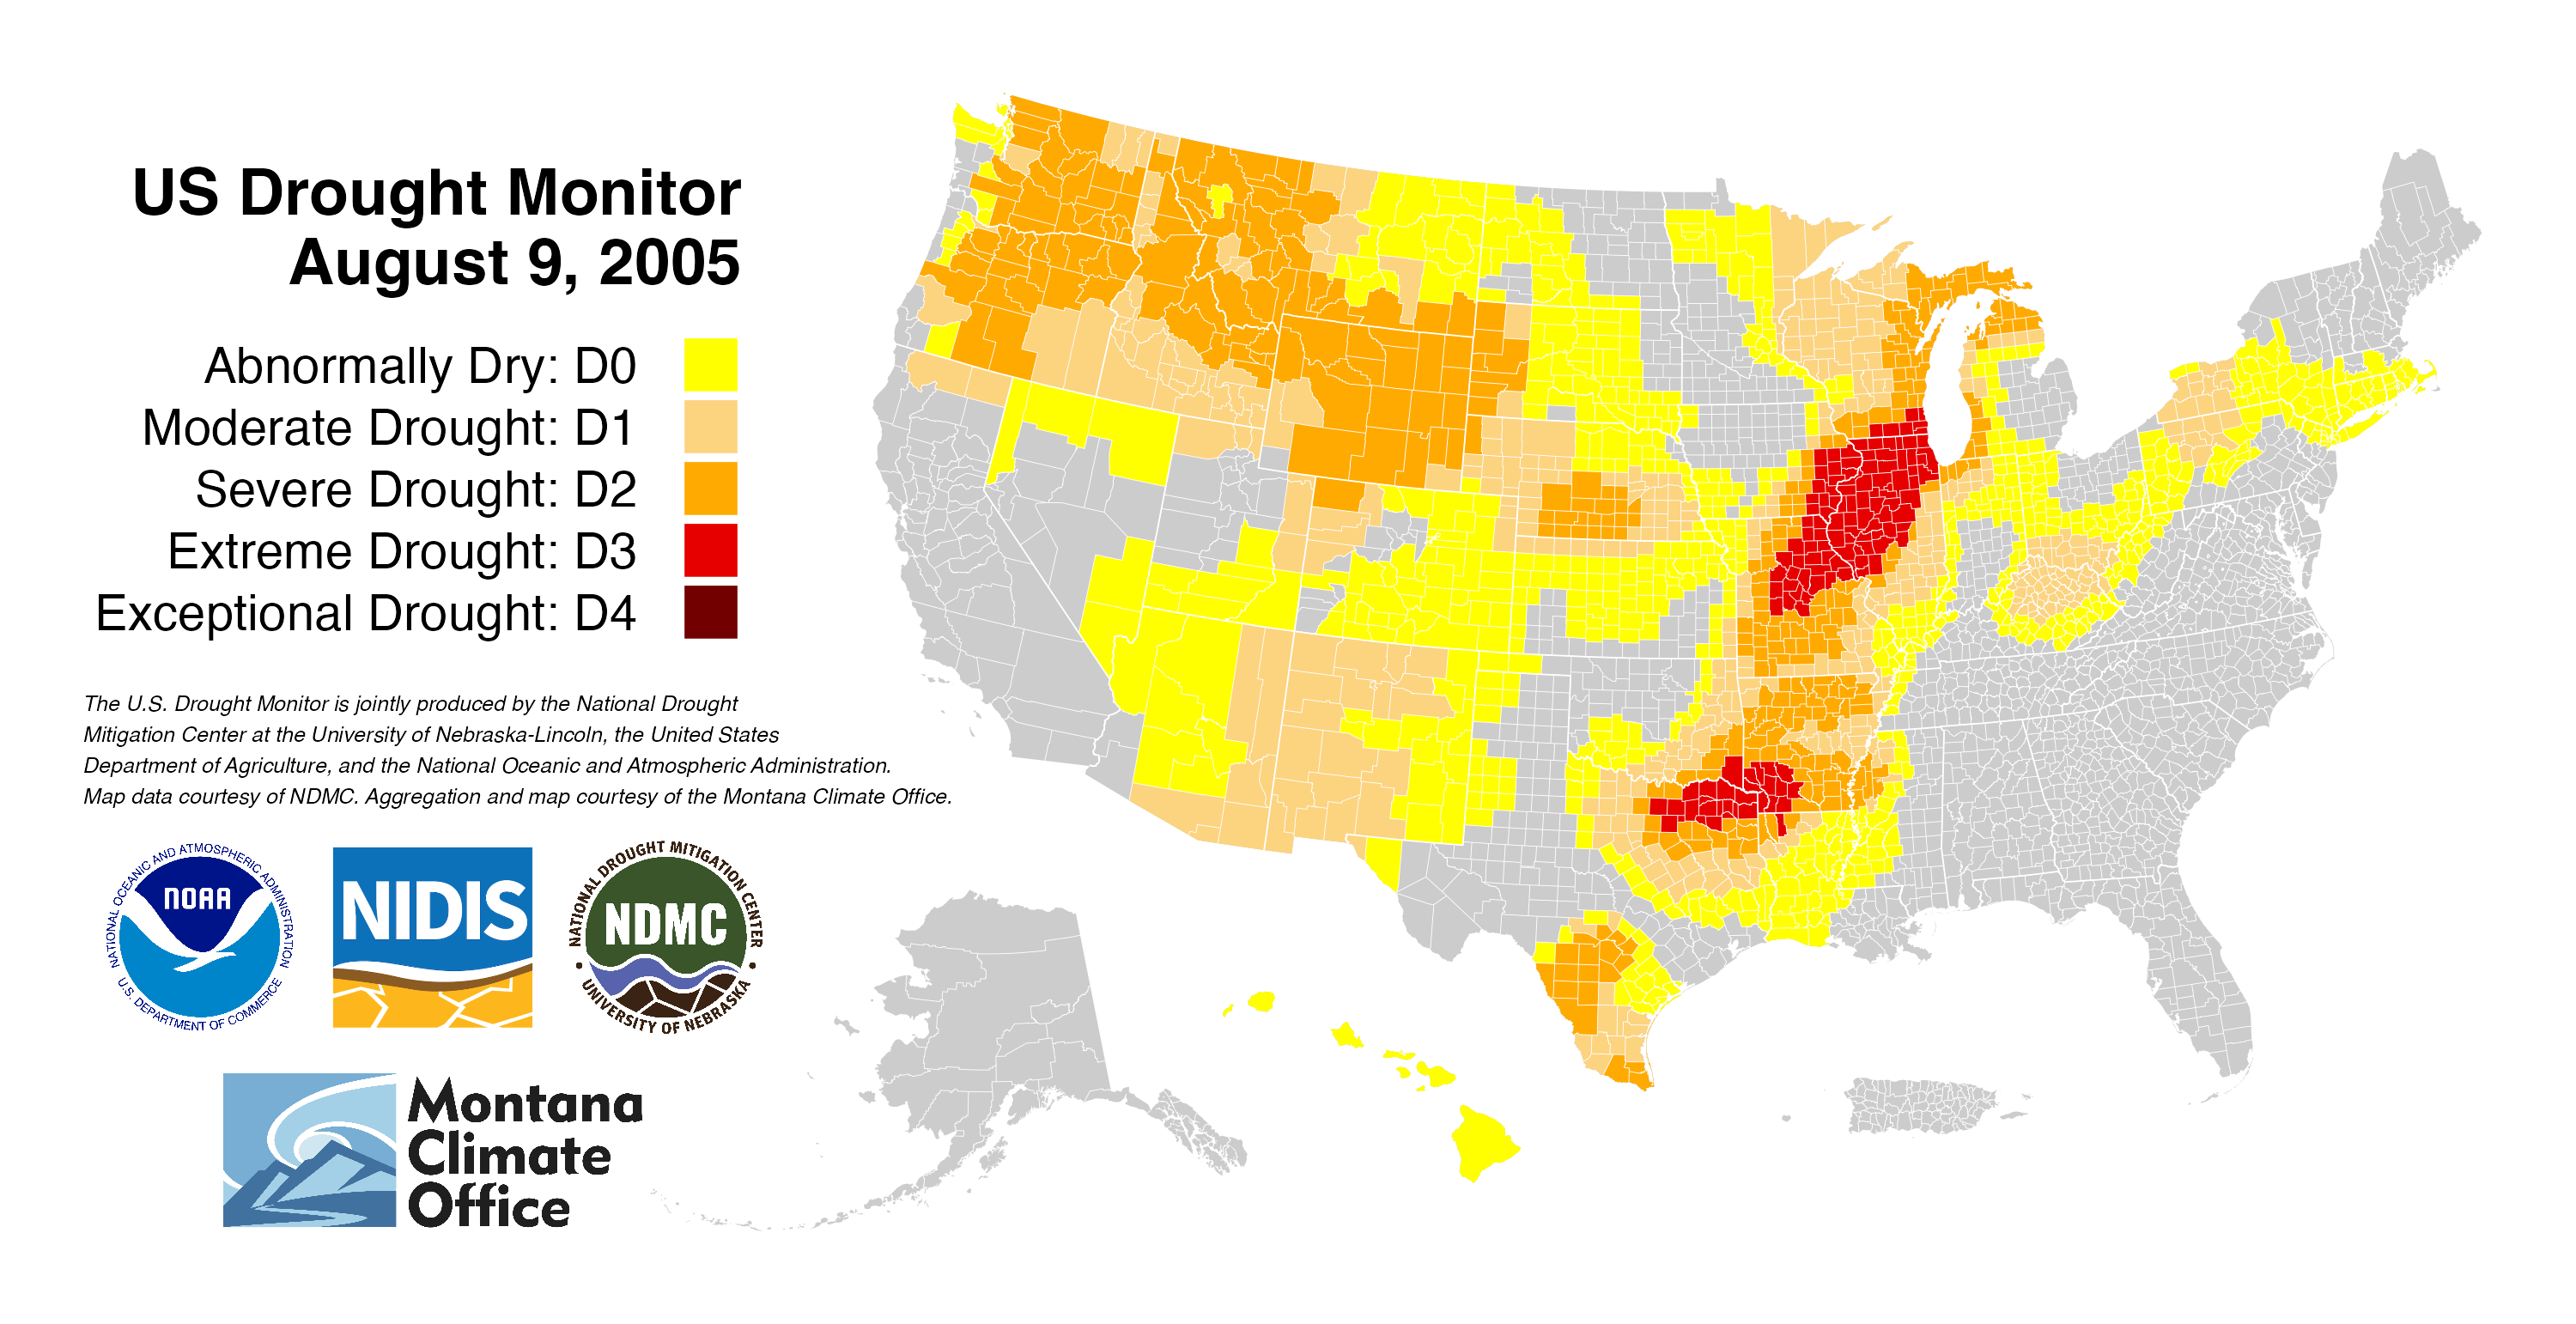 US Drought Monitor
August 9, 2005
Abnormally Dry: D0
Moderate Drought: D1
Severe Drought: D2
Extreme Drought: D3
Exceptional Drought: D4
The U.S. Drought Monitor is jointly produced by the National Drought
Mitigation Center at the University of Nebraska-Lincoln, the United States
Department of Agriculture, and the National Oceanic and Atmospheric Administration.
Map data courtesy of NDMC. Aggregation and map courtesy of the Montana Climate Office.
NATIONAL OCEANIC AND ATMOSPHERIC ADMINISTRATION
NOAA
U.S. DEPARTMENT OF COMMERCE
NIDIS
NATIONAL DROUGHT MITIGATION CENTER
NDMC
UNIVERSITY OF NEBRASKA
Montana
Climate
Office